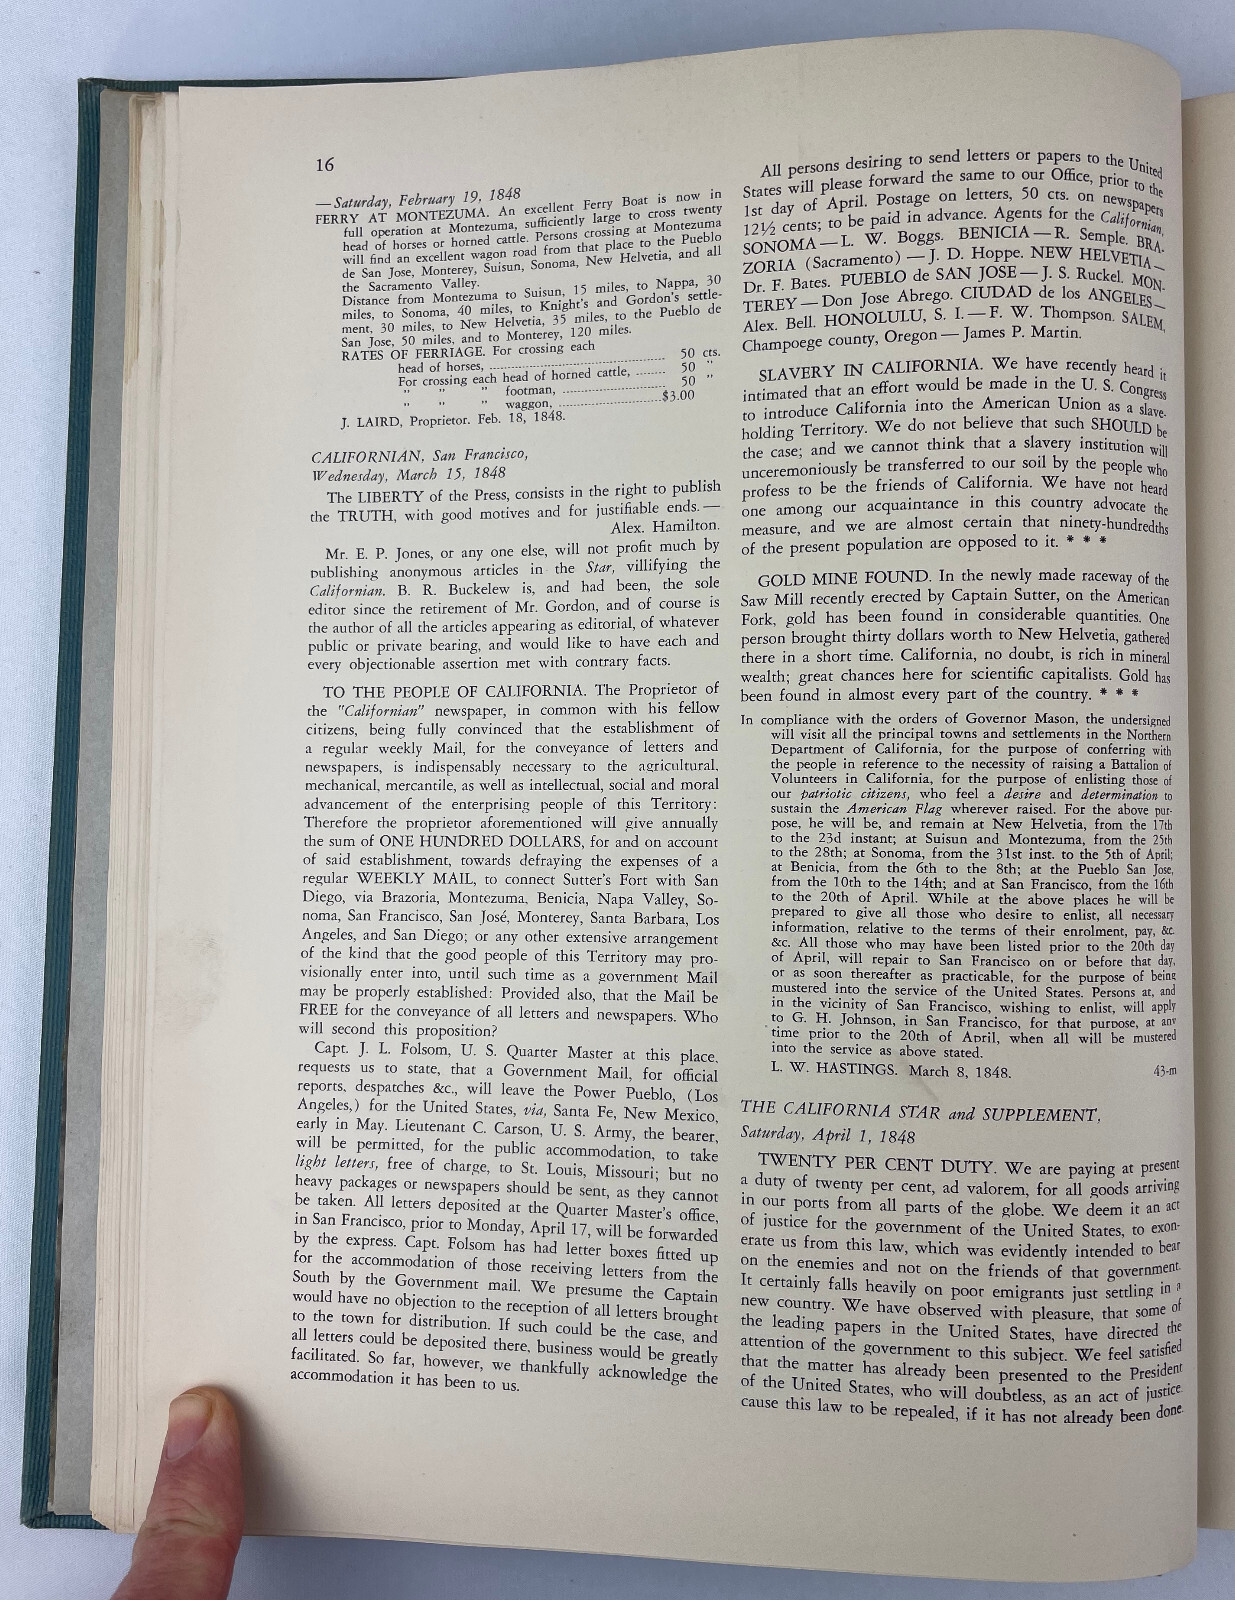 16
—Saturday, February 19, 1848
FERRY AT MONTEZUMA. An excellent Ferry Boat is now in
full operation at Montezuma, sufficiently large to cross twenty
head of horses or horned cattle. Persons crossing at Montezuma
will find an excellent wagon road from that place to the Pueblo
de San Jose, Monterey, Suisun, Sonoma, New Helvetia, and all
the Sacramento Valley.
Distance from Montezuma to Suisun, 15 miles, to Nappa, 30
miles, to Sonoma, 40 miles, to Knight's and Gordon's settle-
ment, 30 miles, to New Helvetia, 35 miles, to the Pueblo de
San Jose, 50 miles, and to Monterey, 120 miles.
RATES OF FERRIAGE. For crossing each
head of horses, ........ 50 cts.
For crossing each head of horned cattle, ........ 50 "
" " " footman, ........ 50 "
" " " waggon, ........ $3.00
J. LAIRD, Proprietor. Feb. 18, 1848.
CALIFORNIAN, San Francisco,
Wednesday, March 15, 1848
The LIBERTY of the Press, consists in the right to publish
the TRUTH, with good motives and for justifiable ends. —
Alex. Hamilton.
Mr. E. P. Jones, or any one else, will not profit much by
publishing anonymous articles in the Star, villifying the
Californian. B. R. Buckelew is, and had been, the sole
editor since the retirement of Mr. Gordon, and of course is
the author of all the articles appearing as editorial, of whatever
public or private bearing, and would like to have each and
every objectionable assertion met with contrary facts.
TO THE PEOPLE OF CALIFORNIA. The Proprietor of
the "Californian" newspaper, in common with his fellow
citizens, being fully convinced that the establishment of
a regular weekly Mail, for the conveyance of letters and
newspapers, is indispensably necessary to the agricultural,
mechanical, mercantile, as well as intellectual, social and moral
advancement of the enterprising people of this Territory:
Therefore the proprietor aforementioned will give annually
the sum of ONE HUNDRED DOLLARS, for and on account
of said establishment, towards defraying the expenses of a
regular WEEKLY MAIL, to connect Sutter's Fort with San
Diego, via Brazoria, Montezuma, Benicia, Napa Valley, So-
noma, San Francisco, San José, Monterey, Santa Barbara, Los
Angeles, and San Diego; or any other extensive arrangement
of the kind that the good people of this Territory may pro-
visionally enter into, until such time as a government Mail
may be properly established: Provided also, that the Mail be
FREE for the conveyance of all letters and newspapers. Who
will second this proposition?
Capt. J. L. Folsom, U. S. Quarter Master at this place,
requests us to state, that a Government Mail, for official
reports, despatches &c., will leave the Power Pueblo, (Los
Angeles,) for the United States, via, Santa Fe, New Mexico,
early in May. Lieutenant C. Carson, U. S. Army, the bearer,
will be permitted, for the public accommodation, to take
light letters, free of charge, to St. Louis, Missouri; but no
heavy packages or newspapers should be sent, as they cannot
be taken. All letters deposited at the Quarter Master's office,
in San Francisco, prior to Monday, April 17, will be forwarded
by the express. Capt. Folsom has had letter boxes fitted up
for the accommodation of those receiving letters from the
South by the Government mail. We presume the Captain
would have no objection to the reception of all letters brought
to the town for distribution. If such could be the case, and
all letters could be deposited there, business would be greatly
facilitated. So far, however, we thankfully acknowledge the
accommodation it has been to us.
All persons desiring to send letters or papers to the United
States will please forward the same to our Office, prior to the
1st day of April. Postage on letters, 50 cts. on newspapers
12½ cents; to be paid in advance. Agents for the Californian,
SONOMA — L. W. Boggs. BENICIA — R. Semple. BRA-
ZORIA (Sacramento) — J. D. Hoppe. NEW HELVETIA —
Dr. F. Bates. PUEBLO de SAN JOSE — J. S. Ruckel. MON-
TEREY — Don Jose Abrego. CIUDAD de los ANGELES —
Alex. Bell. HONOLULU, S. I. — F. W. Thompson. SALEM,
Champoege county, Oregon — James P. Martin.
SLAVERY IN CALIFORNIA. We have recently heard it
intimated that an effort would be made in the U. S. Congress
to introduce California into the American Union as a slave-
holding Territory. We do not believe that such SHOULD be
the case; and we cannot think that a slavery institution will
unceremoniously be transferred to our soil by the people who
profess to be the friends of California. We have not heard
one among our acquaintance in this country advocate the
measure, and we are almost certain that ninety-hundredths
of the present population are opposed to it. * * *
GOLD MINE FOUND. In the newly made raceway of the
Saw Mill recently erected by Captain Sutter, on the American
Fork, gold has been found in considerable quantities. One
person brought thirty dollars worth to New Helvetia, gathered
there in a short time. California, no doubt, is rich in mineral
wealth; great chances here for scientific capitalists. Gold has
been found in almost every part of the country. * * *
In compliance with the orders of Governor Mason, the undersigned
will visit all the principal towns and settlements in the Northern
Department of California, for the purpose of conferring with
the people in reference to the necessity of raising a Battalion of
Volunteers in California, for the purpose of enlisting those of
our patriotic citizens, who feel a desire and determination to
sustain the American Flag wherever raised. For the above pur-
pose, he will be, and remain at New Helvetia, from the 17th
to the 23d instant; at Suisun and Montezuma, from the 25th
to the 28th; at Sonoma, from the 31st inst. to the 5th of April;
at Benicia, from the 6th to the 8th; at the Pueblo San Jose,
from the 10th to the 14th; and at San Francisco, from the 16th
to the 20th of April. While at the above places he will be
prepared to give all those who desire to enlist, all necessary
information, relative to the terms of their enrolment, pay, &c.
&c. All those who may have been listed prior to the 20th day
of April, will repair to San Francisco on or before that day,
or as soon thereafter as practicable, for the purpose of being
mustered into the service of the United States. Persons at, and
in the vicinity of San Francisco, wishing to enlist, will apply
to G. H. Johnson, in San Francisco, for that purpose, at any
time prior to the 20th of April, when all will be mustered
into the service as above stated.
L. W. HASTINGS. March 8, 1848. 43-m
THE CALIFORNIA STAR and SUPPLEMENT,
Saturday, April 1, 1848
TWENTY PER CENT DUTY. We are paying at present
a duty of twenty per cent, ad valorem, for all goods arriving
in our ports from all parts of the globe. We deem it an act
of justice for the government of the United States, to exon-
erate us from this law, which was evidently intended to bear
on the enemies and not on the friends of that government.
It certainly falls heavily on poor emigrants just settling in a
new country. We have observed with pleasure, that some of
the leading papers in the United States, have directed the
attention of the government to this subject. We feel satisfied
that the matter has already been presented to the President
of the United States, who will doubtless, as an act of justice
cause this law to be repealed, if it has not already been done.